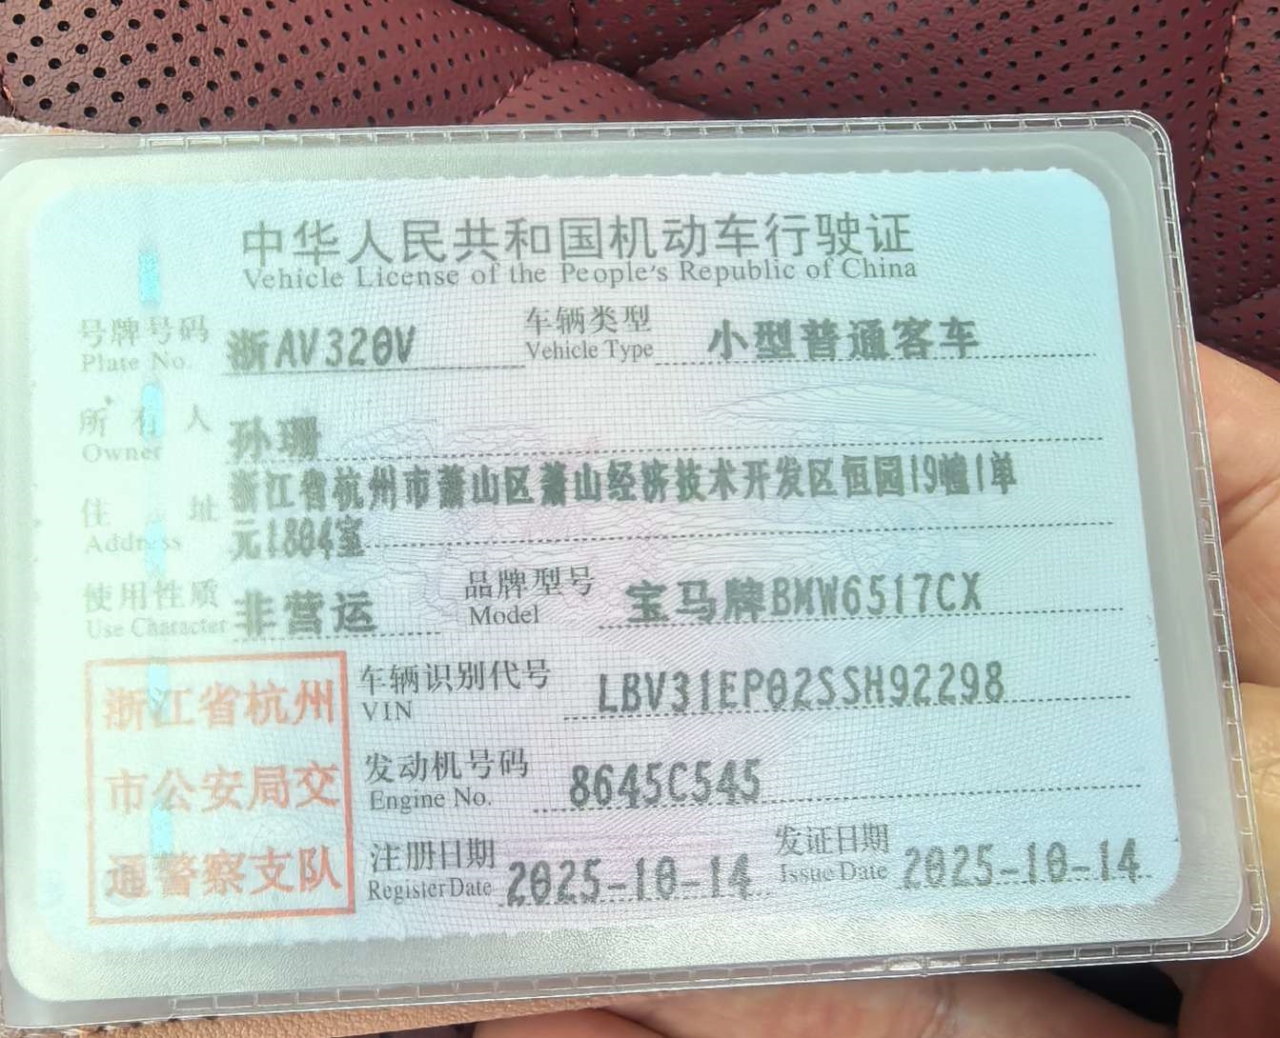 中华人民共和国机动车行驶证
Vehicle License of the People's Republic of China
号牌号码 浙AV320V 车辆类型 小型普通客车
Plate No. Vehicle Type
所有人 孙珊
Owner
住址 浙江省杭州市萧山区萧山经济技术开发区恒园19幢1单
Address 元1804室
使用性质 非营运 品牌型号 宝马牌BMW6517CX
Use Character Model
浙江省杭州
市公安局交
通警察支队
车辆识别代号 LBV31EP02SSH92298
VIN
发动机号码 8645C545
Engine No.
注册日期 2025-10-14 发证日期 2025-10-14
Register Date Issue Date